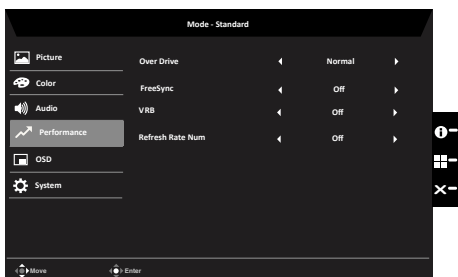 Mode - Standard
Picture
Color
Audio
Performance
OSD
System
Over Drive Normal
FreeSync Off
VRB Off
Refresh Rate Num Off
Move Enter